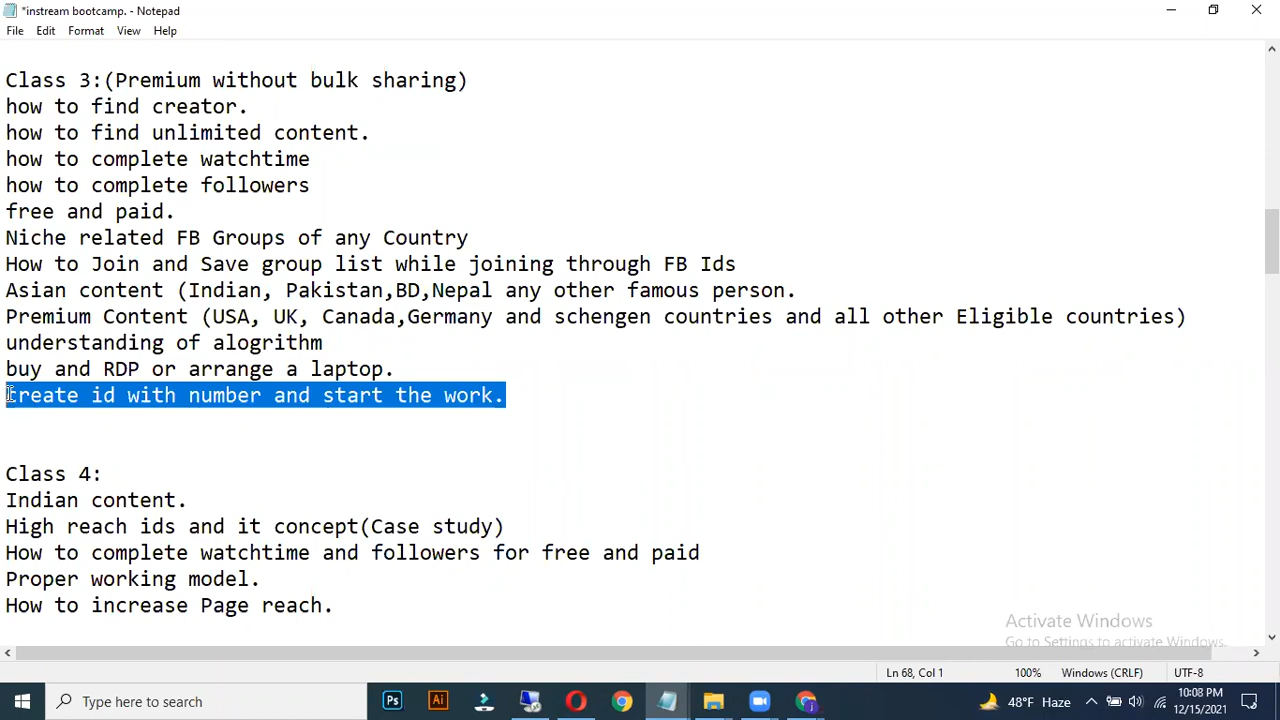 *instream bootcamp. - Notepad
File Edit Format View Help
Class 3:(Premium without bulk sharing)
how to find creator.
how to find unlimited content.
how to complete watchtime
how to complete followers
free and paid.
Niche related FB Groups of any Country
How to Join and Save group list while joining through FB Ids
Asian content (Indian, Pakistan,BD,Nepal any other famous person.
Premium Content (USA, UK, Canada,Germany and schengen countries and all other Eligible countries)
understanding of alogrithm
buy and RDP or arrange a laptop.
create id with number and start the work.
Class 4:
Indian content.
High reach ids and it concept(Case study)
How to complete watchtime and followers for free and paid
Proper working model.
How to increase Page reach.
Activate Windows
Go to Settings to activate Windows.
Ln 68, Col 1 100% Windows (CRLF) UTF-8
Type here to search Ps Ai 48°F Haze 10:08 PM
12/15/2021